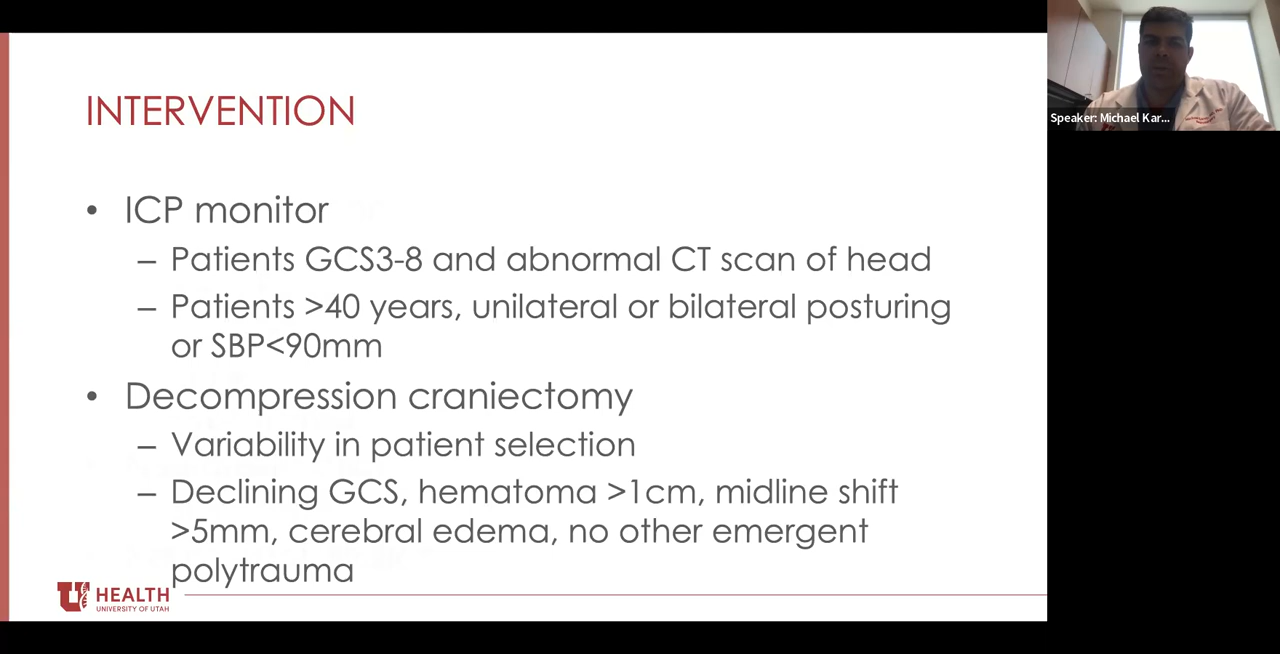 INTERVENTION
• ICP monitor
– Patients GCS3-8 and abnormal CT scan of head
– Patients >40 years, unilateral or bilateral posturing
or SBP<90mm
• Decompression craniectomy
– Variability in patient selection
– Declining GCS, hematoma >1cm, midline shift
>5mm, cerebral edema, no other emergent
polytrauma
U HEALTH
UNIVERSITY OF UTAH
Speaker: Michael Kar...